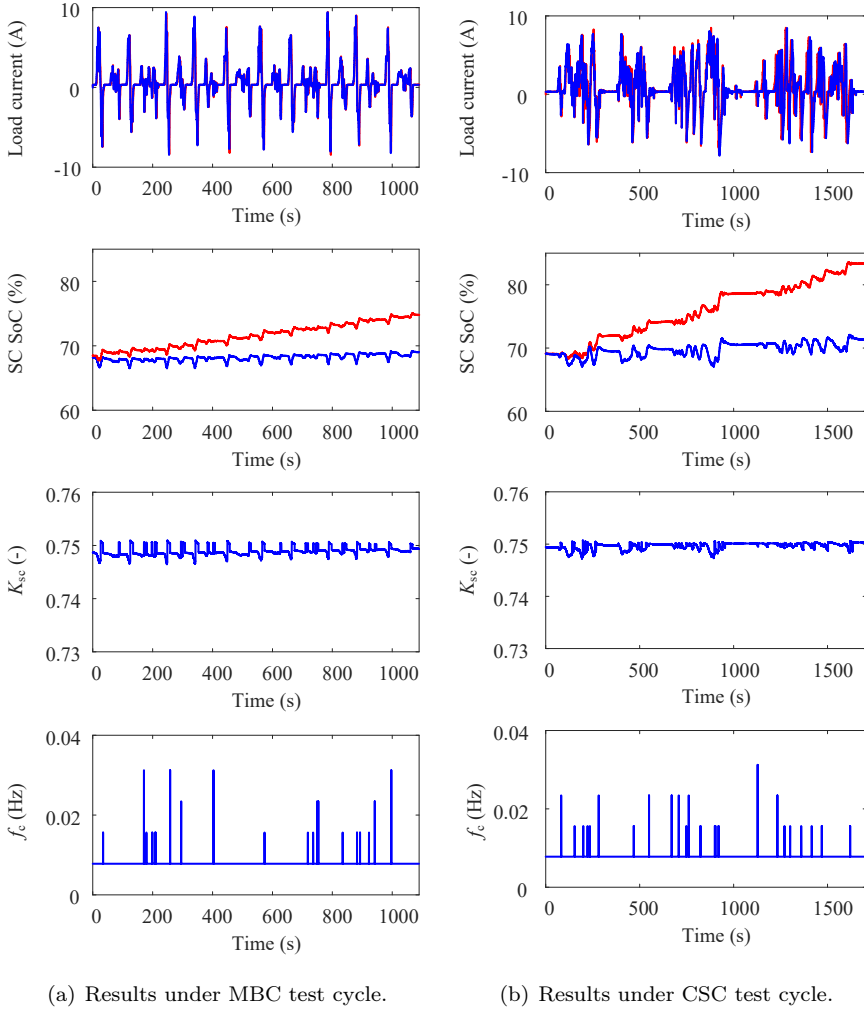 10
0
-10
Load current (A)
0 200 400 600 800 1000
Time (s)
10
0
-10
Load current (A)
0 500 1000 1500
Time (s)
80
70
60
SC SoC (%)
0 200 400 600 800 1000
Time (s)
80
70
60
SC SoC (%)
0 500 1000 1500
Time (s)
0.76
0.75
0.74
0.73
Ksc (-)
0 200 400 600 800 1000
Time (s)
0.76
0.75
0.74
0.73
Ksc (-)
0 500 1000 1500
Time (s)
0.04
0.02
0
fc (Hz)
0 200 400 600 800 1000
Time (s)
0.04
0.02
0
fc (Hz)
0 500 1000 1500
Time (s)
(a) Results under MBC test cycle.
(b) Results under CSC test cycle.